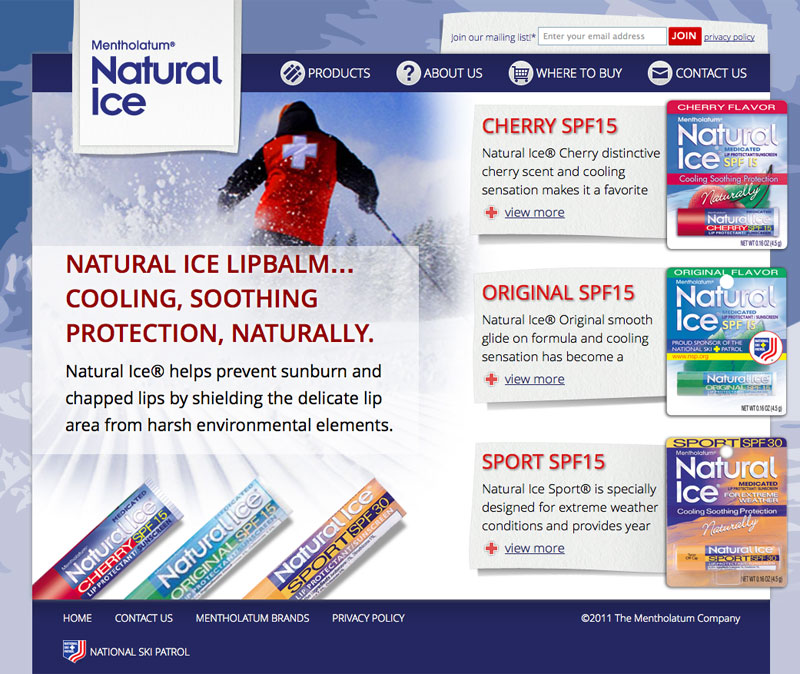 Mentholatum®
Natural
Ice
join our mailing list!*
Enter your email address
JOIN
privacy policy
PRODUCTS
? ABOUT US
WHERE TO BUY
CONTACT US
NATURAL ICE LIPBALM...
COOLING, SOOTHING
PROTECTION, NATURALLY.
Natural Ice® helps prevent sunburn and
chapped lips by shielding the delicate lip
area from harsh environmental elements.
MEDICATED
Natural Ice
CHERRY SPF 15
LIP PROTECTANT/SUNSCREEN
Natural Ice
ORIGINAL SPF 15
LIP PROTECTANT
Natural Ice
SPORT SPF 30
LIP PROTECTANT
CHERRY SPF15
Natural Ice® Cherry distinctive
cherry scent and cooling
sensation makes it a favorite
view more
CHERRY FLAVOR
Mentholatum®
Natural
MEDICATED
LIP PROTECTANT/SUNSCREEN
Ice SPF 15
Cooling Soothing Protection
Naturally
Natural Ice
CHERRY SPF 15
NET WT 0.16 OZ (4.5 g)
ORIGINAL SPF15
Natural Ice® Original smooth
glide on formula and cooling
sensation has become a
view more
ORIGINAL FLAVOR
Mentholatum®
Natural
MEDICATED
LIP PROTECTANT / SUNSCREEN
Ice SPF 15
PROUD SPONSOR OF THE
NATIONAL SKI PATROL
www.nsp.org
Natural Ice
ORIGINAL SPF 15
NET WT 0.16 OZ (4.5 g)
SPORT SPF15
Natural Ice Sport® is specially
designed for extreme weather
conditions and provides year
view more
SPORT SPF 30
Mentholatum®
Natural
MEDICATED
LIP PROTECTANT/SUNSCREEN
Ice
FOR EXTREME
WEATHER
Cooling Soothing Protection
Naturally
Natural Ice
SPORT SPF 30
NET WT 0.16 OZ (4.5 g)
HOME
CONTACT US
MENTHOLATUM BRANDS
PRIVACY POLICY
©2011 The Mentholatum Company
NATIONAL SKI PATROL